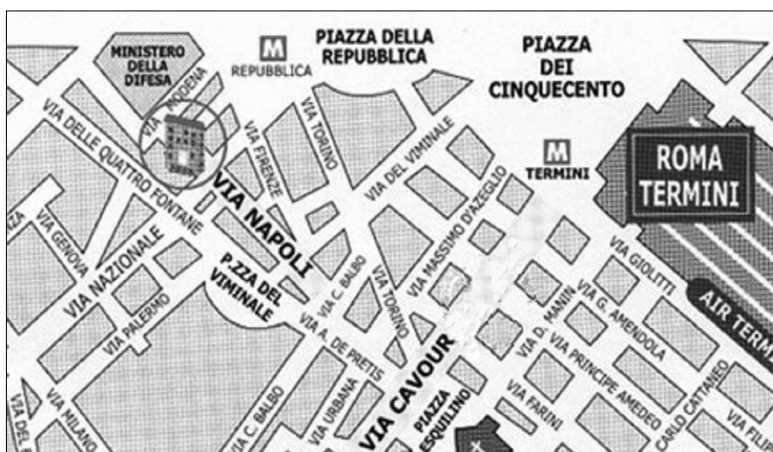 MINISTERO
DELLA
DIFESA
M
REPUBBLICA
PIAZZA DELLA
REPUBBLICA
PIAZZA
DEI
CINQUECENTO
M
TERMINI
ROMA
TERMINI
VIA MODENA
VIA DELLE QUATTRO FONTANE
VIA FIRENZE
VIA TORINO
VIA DEL VIMINALE
VIA MASSIMO D'AZEGLIO
VIA NAPOLI
VIA GENOVA
VIA NAZIONALE
P.ZZA DEL
VIMINALE
VIA C. BALBO
VIA TORINO
VIA GIOLITTI
AIR TERM
VIA PALERMO
VIA A. DE PRETIS
VIA D. MANIN
VIA G. AMENDOLA
VIA PRINCIPE AMEDEO
VIA CAVOUR
VIA MILANO
VIA C. BALBO
VIA URBANA
PIAZZA
ESQUILINO
VIA FARINI
CARLO CATTANEO
VIA FILIP
VIA DEL